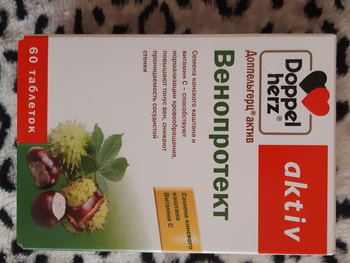 Doppel
herz®
aktiv
Доппельгерц® актив
Венопротект
Семена конского каштана и
витамин С – способствуют
нормализации кровообращения,
повышают тонус вен, снижают
проницаемость сосудистой
стенки
Семена конского
каштана
Витамин С
60 таблеток